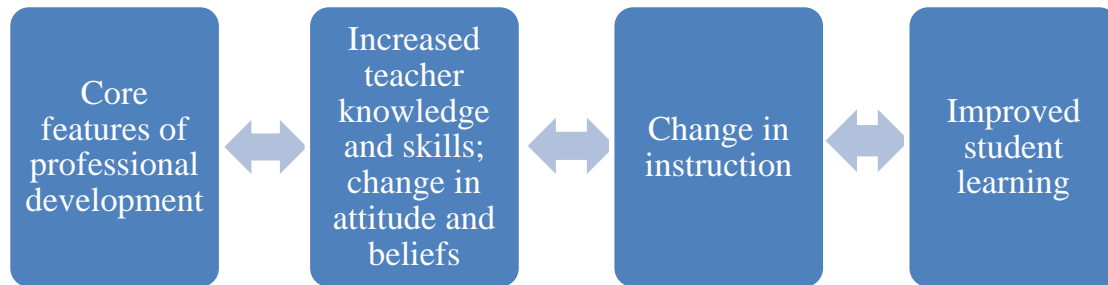 Core
features of
professional
development
Increased
teacher
knowledge
and skills;
change in
attitude and
beliefs
Change in
instruction
Improved
student
learning